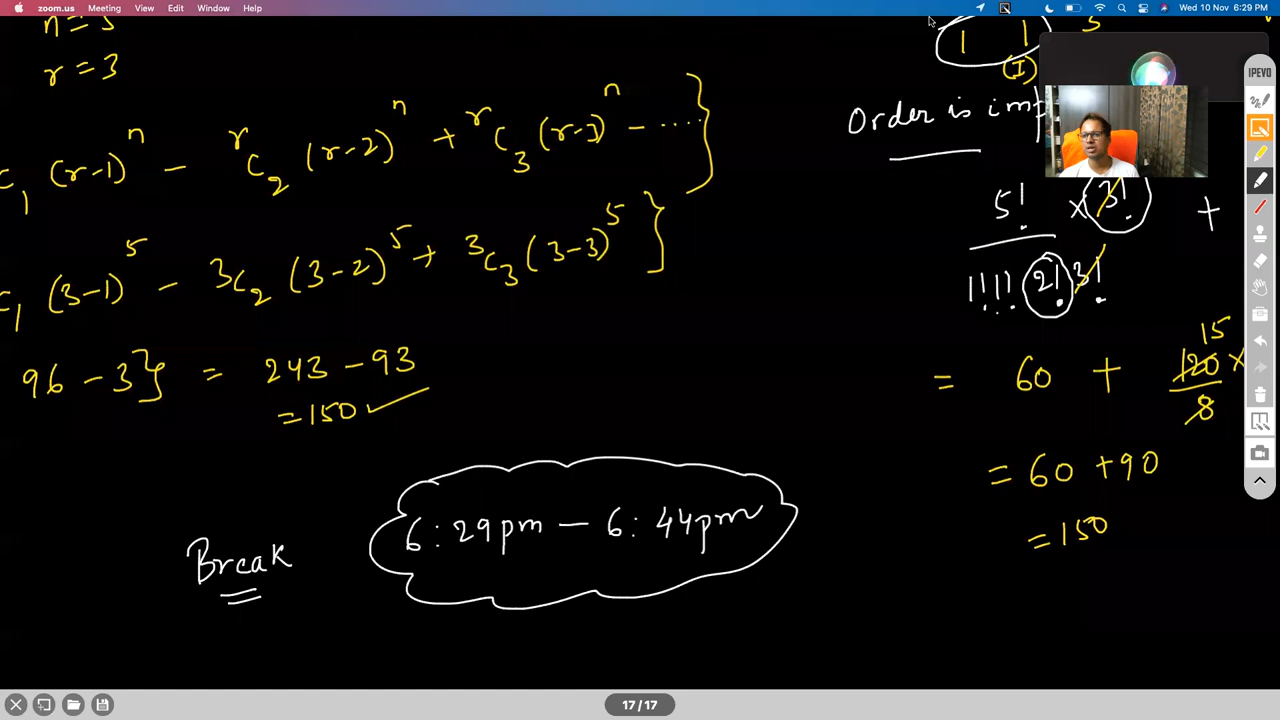 zoom.us Meeting View Edit Window Help Wed 10 Nov 6:29 PM
r = 3
C₁ (r-1)ⁿ - ʳC₂ (r-2)ⁿ + ʳC₃ (r-3)ⁿ - ..... }
C₁ (3-1)⁵ - ³C₂ (3-2)⁵ + ³C₃ (3-3)⁵ }
96 - 3} = 243 - 93
= 150 ✓
Break
6:29pm - 6:44pm
1 1
(I)
Order is
5! × 3! +
1! 1! 2! 3!
15
= 60 + 120 ×
8
= 60 + 90
= 150
IPEVO
17/17